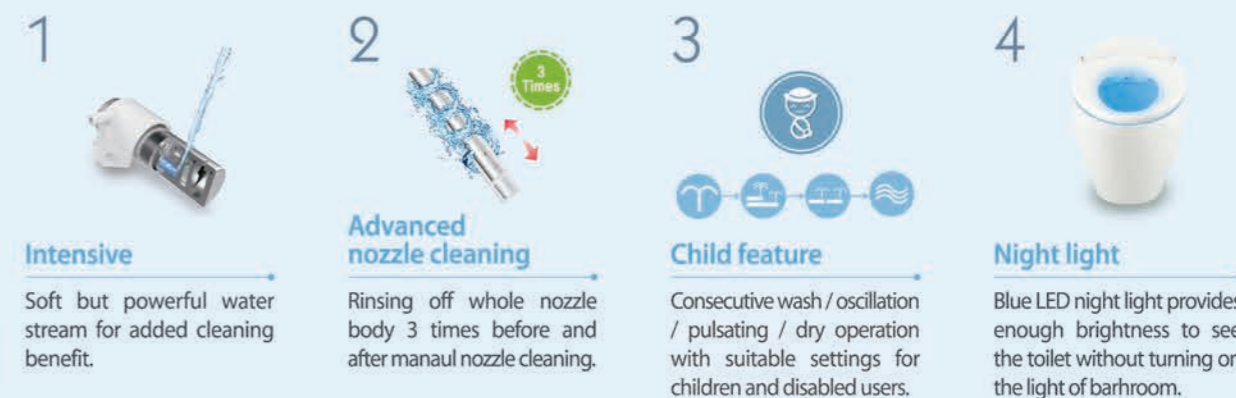 1
Intensive
Soft but powerful water
stream for added cleaning
benefit.
2
3
Times
Advanced
nozzle cleaning
Rinsing off whole nozzle
body 3 times before and
after manaul nozzle cleaning.
3
Child feature
Consecutive wash / oscillation
/ pulsating / dry operation
with suitable settings for
children and disabled users.
4
Night light
Blue LED night light provides
enough brightness to see
the toilet without turning on
the light of barhroom.